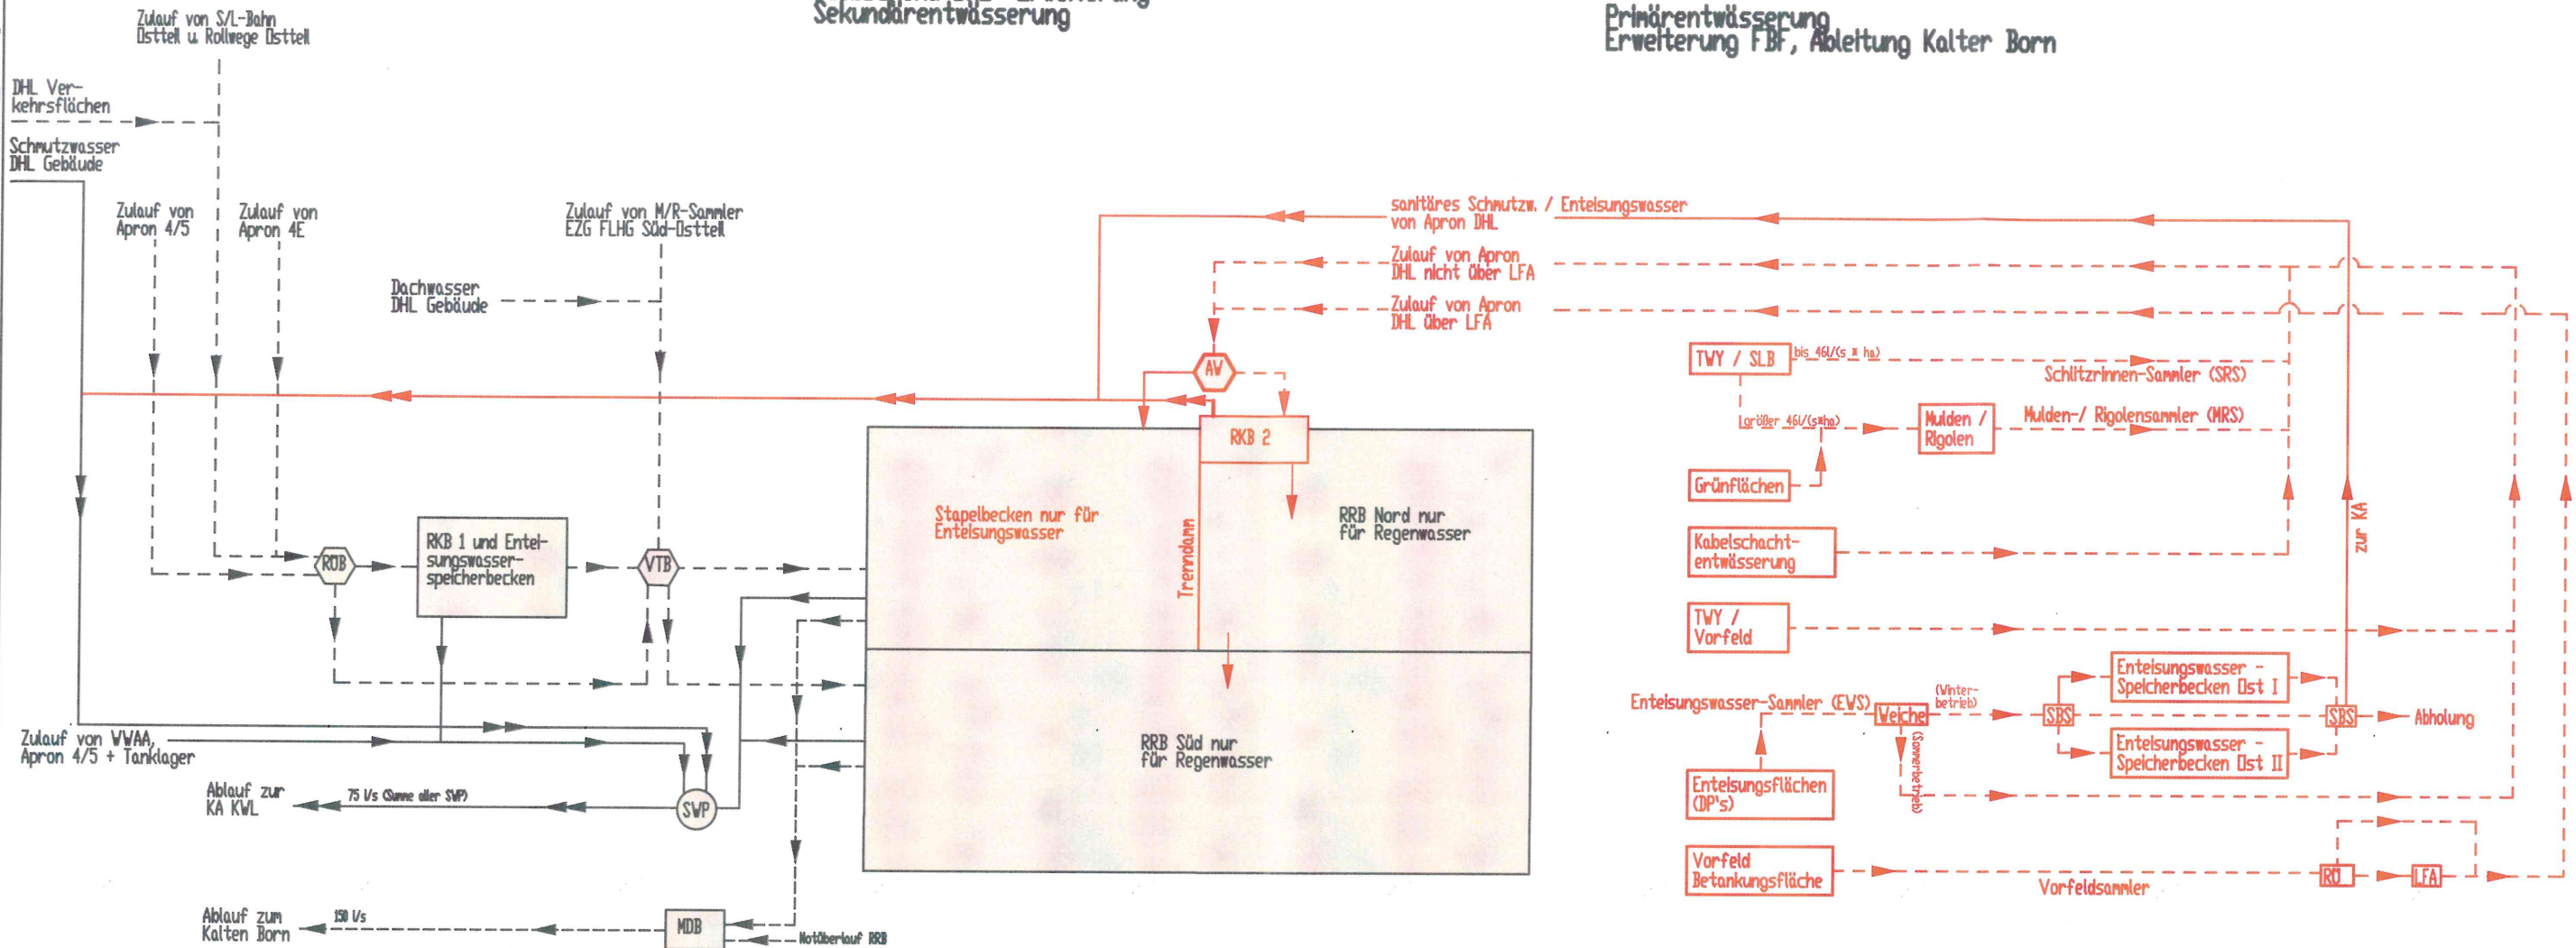 Sekundärentwässerung
Primärentwässerung
Erweiterung FBF, Ableitung Kalter Born
Zulauf von S/L-Bahn
Ostteil u. Rollwege Ostteil
DHL Ver-
kehrsflächen
Schmutzwasser
DHL Gebäude
Zulauf von
Apron 4/5
Zulauf von
Apron 4E
Zulauf von M/R-Sammler
EZG FLHG Süd-Ostteil
Dachwasser
DHL Gebäude
sanitäres Schmutzw. / Enteisungswasser
von Apron DHL
Zulauf von Apron
DHL nicht über LFA
Zulauf von Apron
DHL über LFA
AW
RKB 2
Stapelbecken nur für
Enteisungswasser
Trenndamm
RRB Nord nur
für Regenwasser
RRB Süd nur
für Regenwasser
RÜB
RKB 1 und Entei-
sungswasser-
speicherbecken
VTB
Zulauf von WWAA,
Apron 4/5 + Tanklager
Ablauf zur
KA KWL
75 l/s (Summe aller SWP)
SWP
Ablauf zum
Kalten Born
150 l/s
MDB
Notüberlauf RRB
TWY / SLB
bis 46l/(s * ha)
Schlitzrinnen-Sammler (SRS)
größer 46l/(s*ha)
Mulden /
Rigolen
Mulden-/ Rigolensammler (MRS)
Grünflächen
Kabelschacht-
entwässerung
zur KA
TWY /
Vorfeld
Enteisungswasser-Sammler (EWS)
Weiche
(Winter-
betrieb)
(Sommerbetrieb)
SBS
Enteisungswasser -
Speicherbecken Ost I
Enteisungswasser -
Speicherbecken Ost II
SBS
Abholung
Enteisungsflächen
(DP's)
Vorfeld
Betankungsfläche
Vorfeldsammler
RÜ
LFA